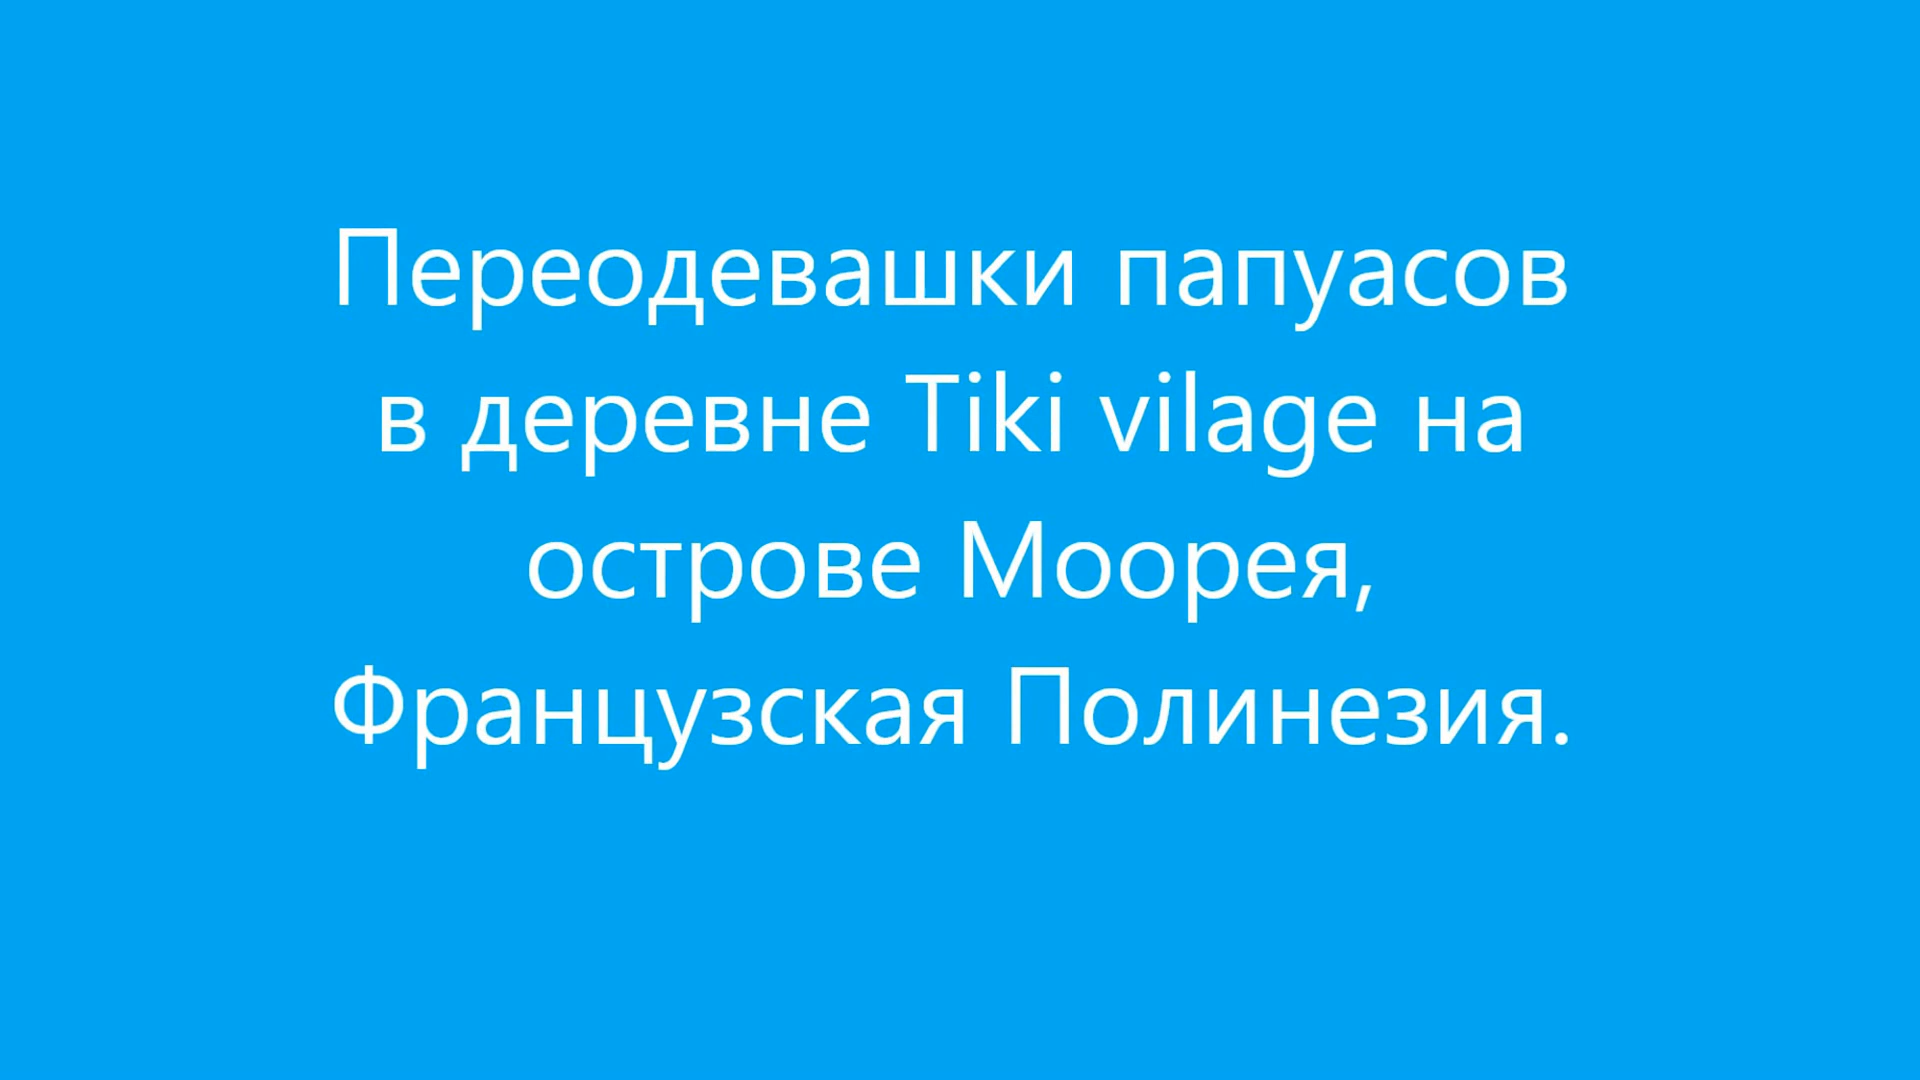 Переодевашки папуасов
в деревне Tiki vilage на
острове Моорея,
Французская Полинезия.